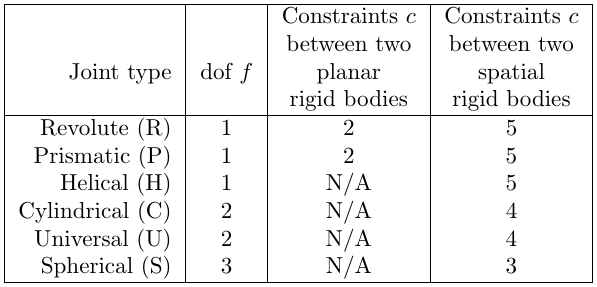 Constraints c Constraints c
between two between two
Joint type dof f planar spatial
rigid bodies rigid bodies
Revolute (R) 1 2 5
Prismatic (P) 1 2 5
Helical (H) 1 N/A 5
Cylindrical (C) 2 N/A 4
Universal (U) 2 N/A 4
Spherical (S) 3 N/A 3